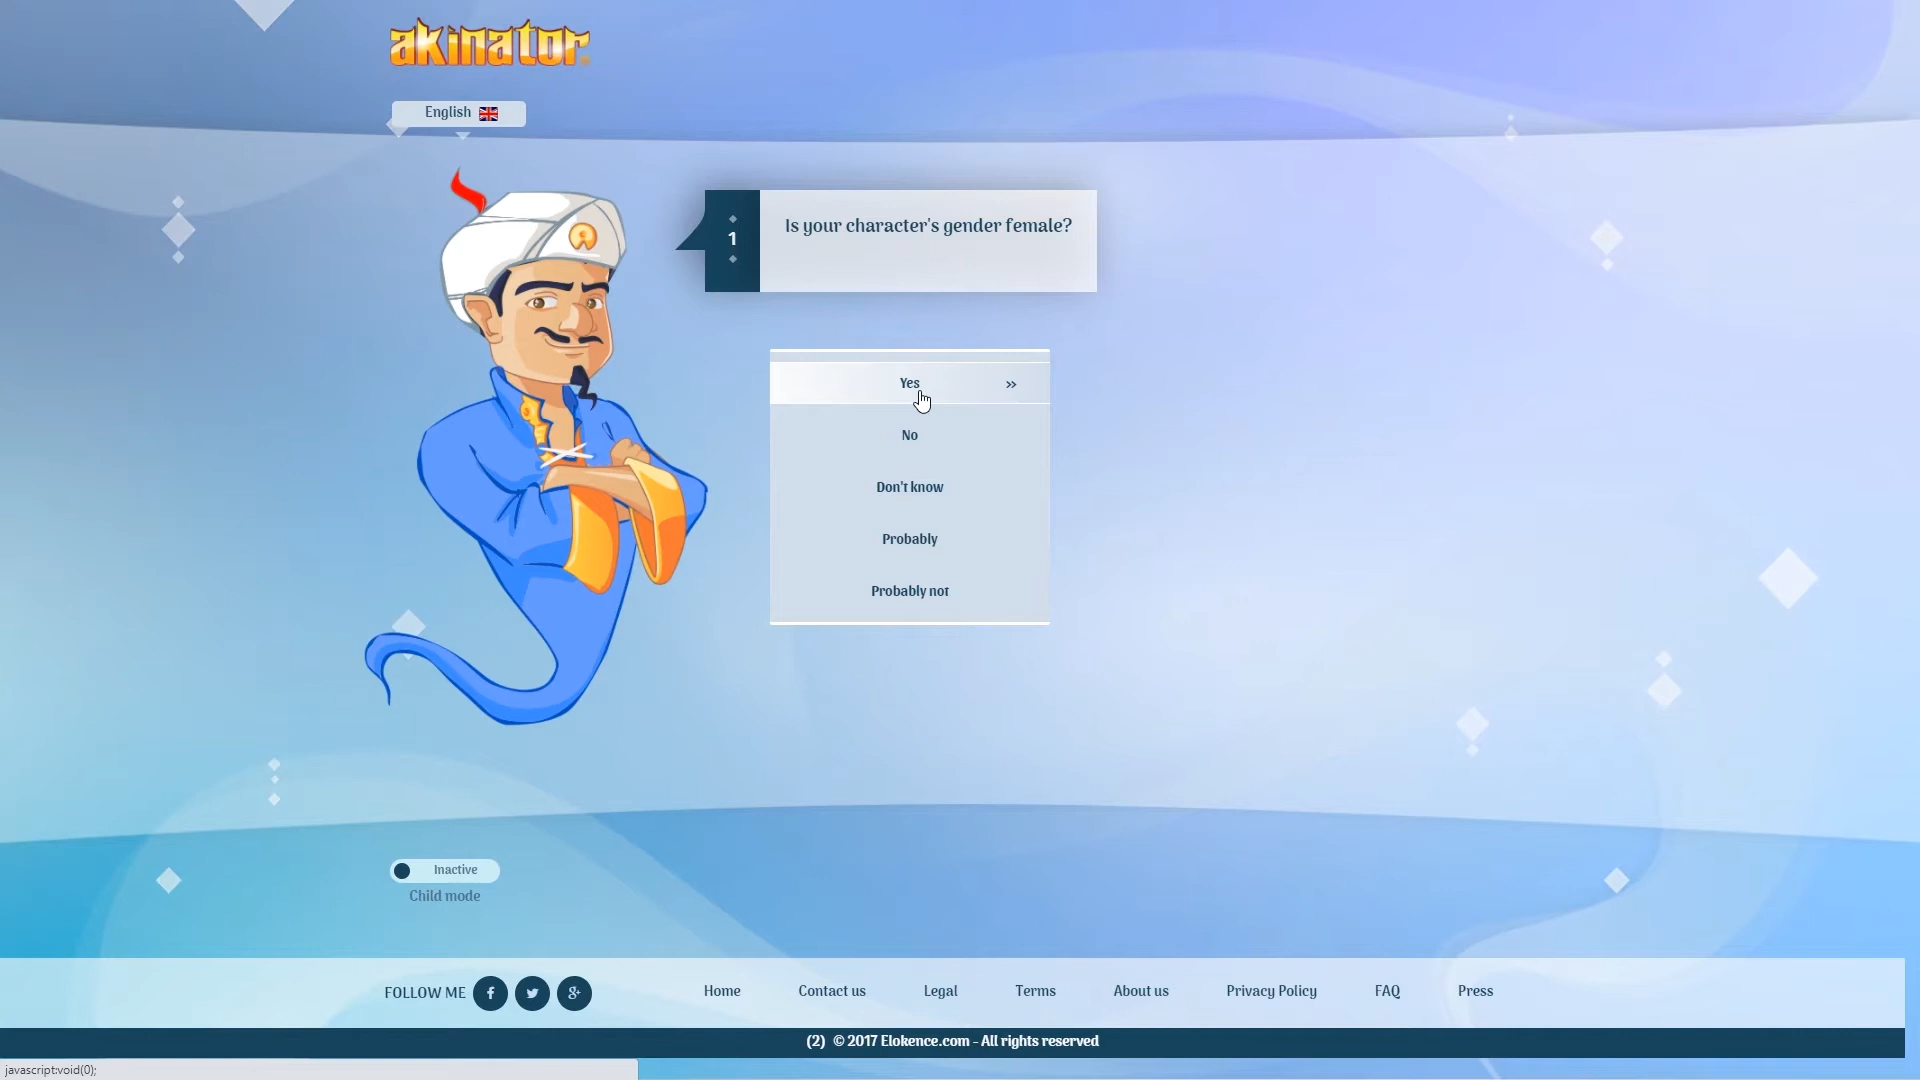 akinator
English
1
Is your character's gender female?
Yes »
No
Don't know
Probably
Probably not
Inactive
Child mode
FOLLOW ME
Home Contact us Legal Terms About us Privacy Policy FAQ Press
(2) © 2017 Elokence.com - All rights reserved
javascript:void(0);